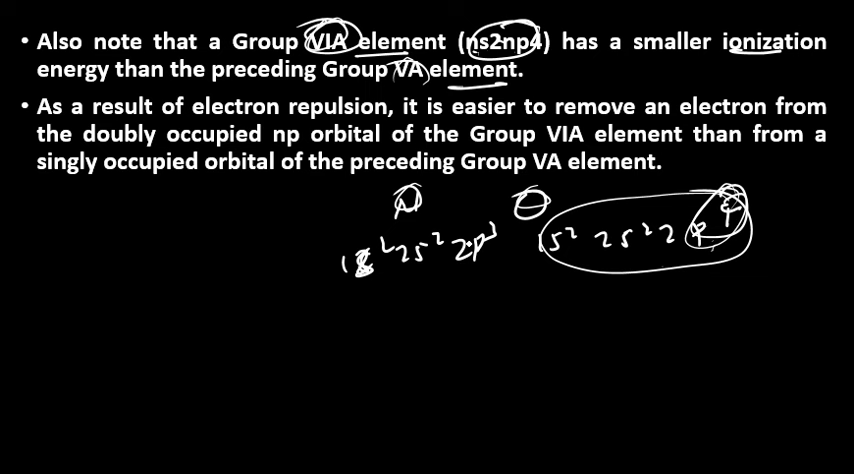 • Also note that a Group VIA element (ns2np4) has a smaller ionization
energy than the preceding Group VA element.
• As a result of electron repulsion, it is easier to remove an electron from
the doubly occupied np orbital of the Group VIA element than from a
singly occupied orbital of the preceding Group VA element.
N O
1s² 2s² 2p³ 1s² 2s² 2p⁴